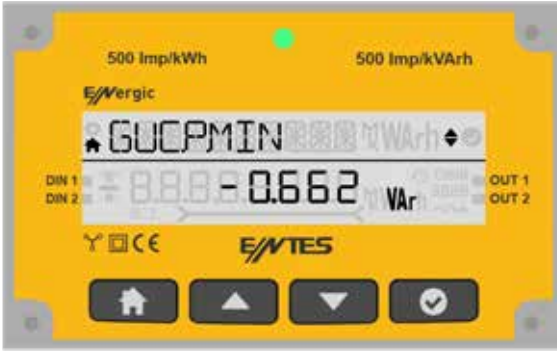 500 Imp/kWh 500 Imp/kVArh
ENergic
GUCPMIN
DIN 1 OUT 1
-0.662 VAr
DIN 2 OUT 2
CE ENTES